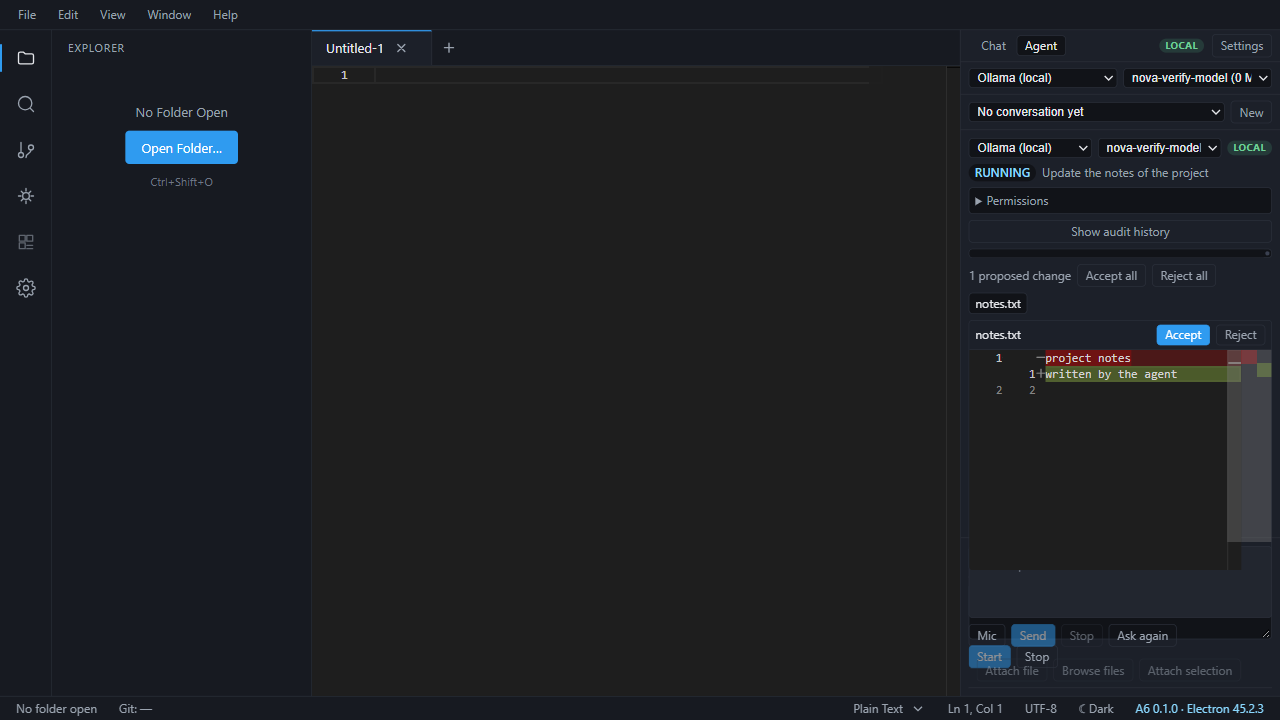 File Edit View Window Help
EXPLORER
No Folder Open
Open Folder...
Ctrl+Shift+O
Untitled-1
1
Chat Agent LOCAL Settings
Ollama (local) nova-verify-model (0 M
No conversation yet New
Ollama (local) nova-verify-model LOCAL
RUNNING Update the notes of the project
Permissions
Show audit history
1 proposed change Accept all Reject all
notes.txt
notes.txt Accept Reject
1 —project notes
1+written by the agent
2 2
Mic Send Stop Ask again
Start Stop
Attach file Browse files Attach selection
No folder open Git: — Plain Text Ln 1, Col 1 UTF-8 ☾ Dark A6 0.1.0 · Electron 45.2.3